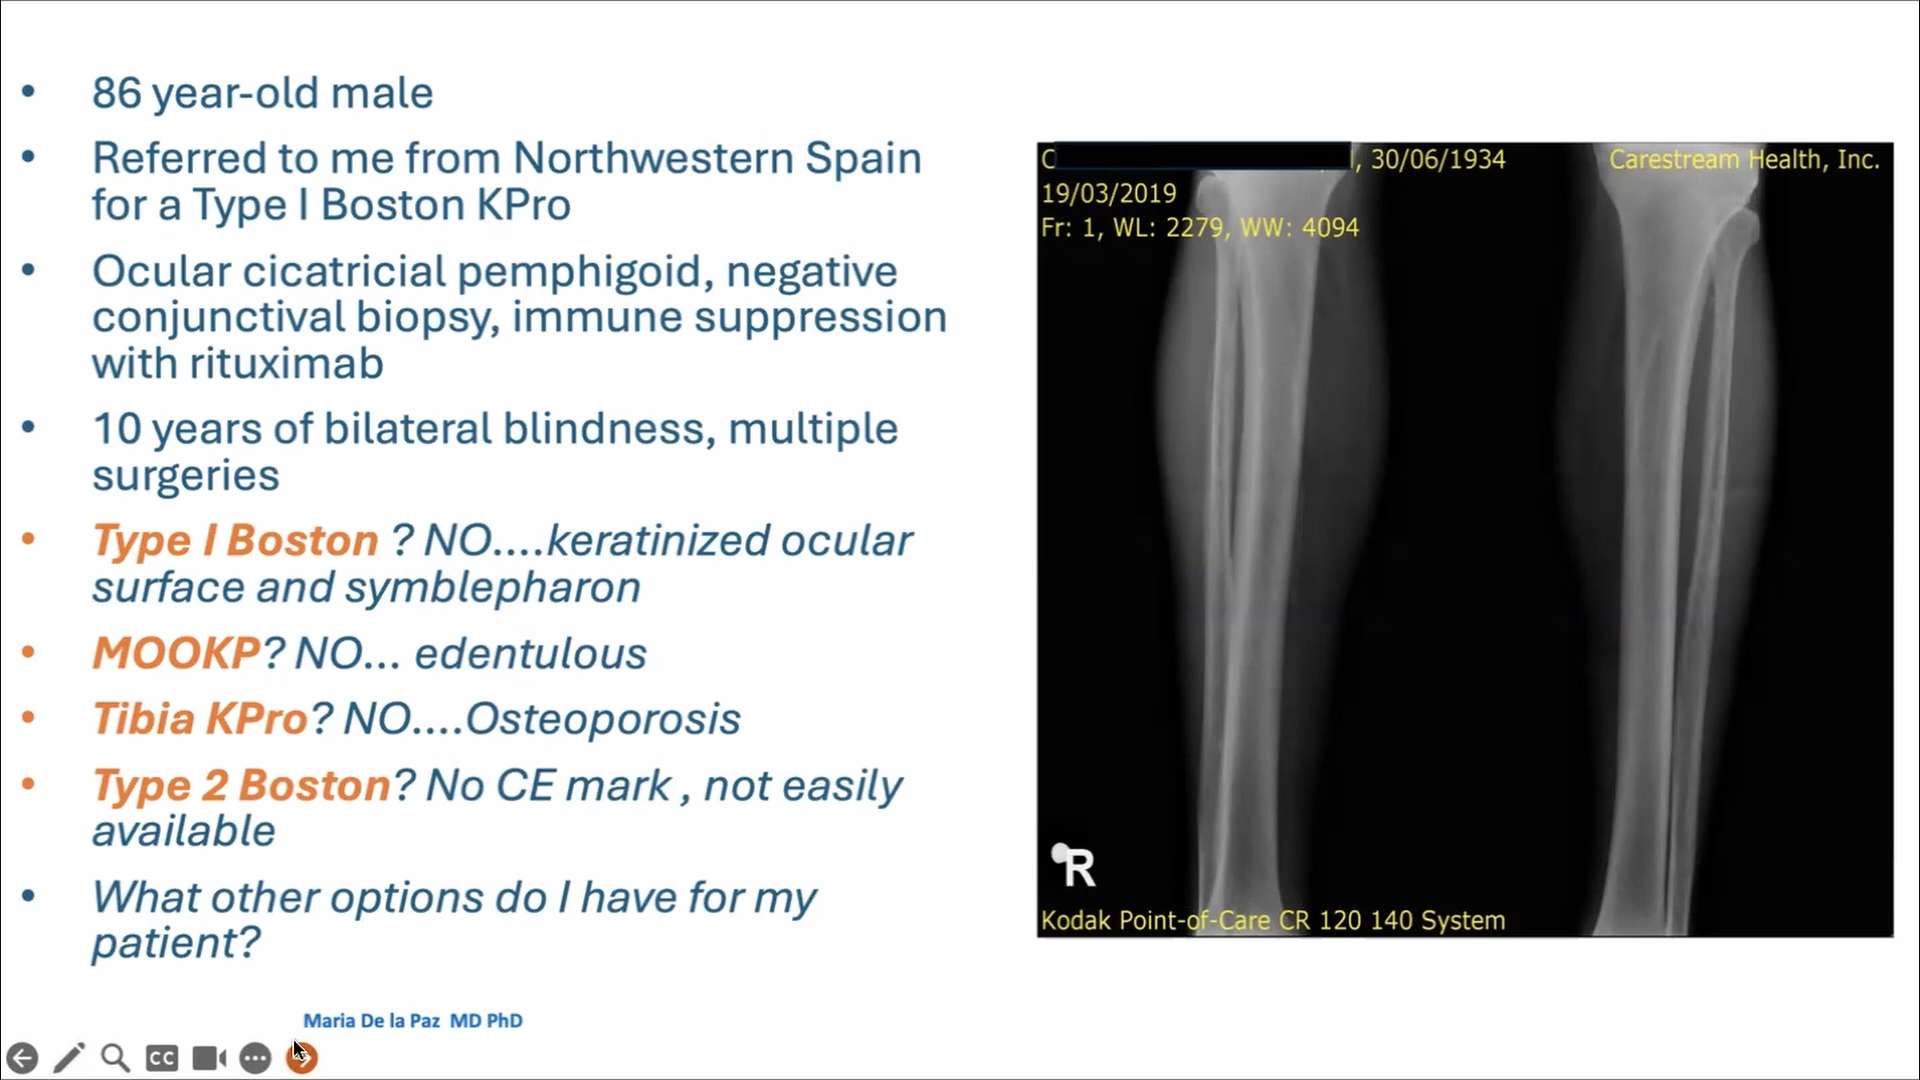 • 86 year-old male
• Referred to me from Northwestern Spain
for a Type I Boston KPro
• Ocular cicatricial pemphigoid, negative
conjunctival biopsy, immune suppression
with rituximab
• 10 years of bilateral blindness, multiple
surgeries
• Type I Boston ? NO....keratinized ocular
surface and symblepharon
• MOOKP? NO... edentulous
• Tibia KPro? NO....Osteoporosis
• Type 2 Boston? No CE mark , not easily
available
• What other options do I have for my
patient?
C , 30/06/1934 Carestream Health, Inc.
19/03/2019
Fr: 1, WL: 2279, WW: 4094
R
Kodak Point-of-Care CR 120 140 System
Maria De la Paz MD PhD
CC